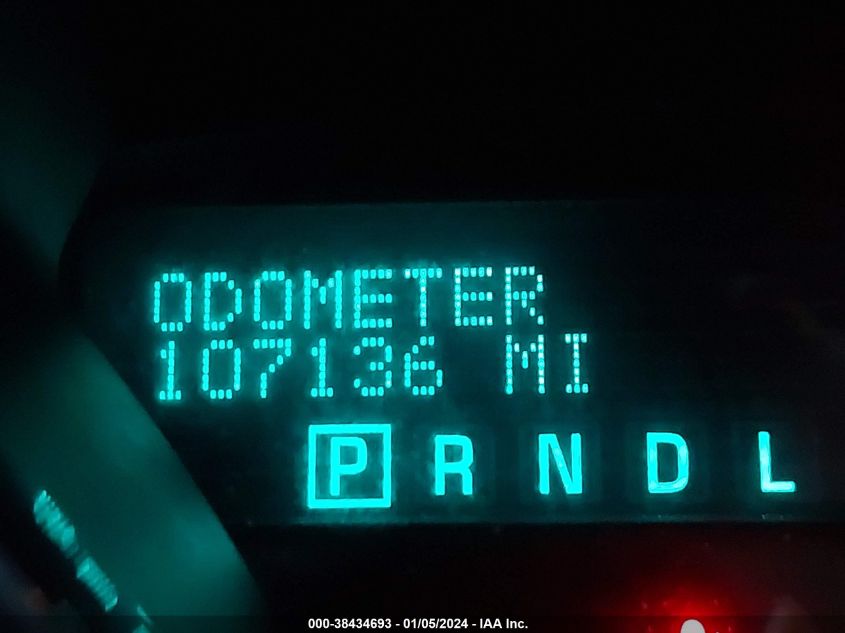 ODOMETER
107136 MI
P R N D L
000-38434693 - 01/05/2024 - IAA Inc.